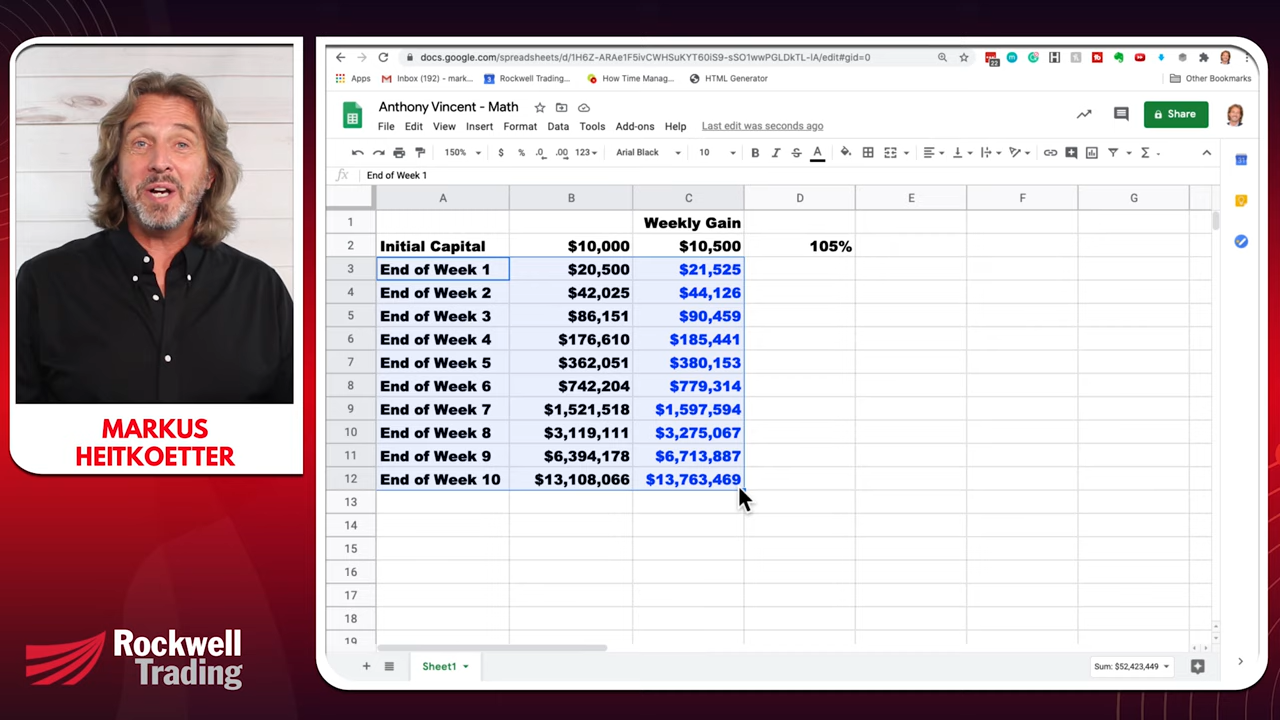 MARKUS
HEITKOETTER
Rockwell
Trading
docs.google.com/spreadsheets/d/1H6Z-ARAe1F5ivCWHSuKYT60iS9-sSO1wwPGLDkTL-IA/edit#gid=0
Apps Inbox (192) - mark... Rockwell Trading... How Time Manag... HTML Generator Other Bookmarks
Anthony Vincent - Math
Share
File Edit View Insert Format Data Tools Add-ons Help Last edit was seconds ago
150% $ % .0 .00 123 Arial Black 10 B I S A
fx End of Week 1
A B C D E F G
1 Weekly Gain
2 Initial Capital $10,000 $10,500 105%
3 End of Week 1 $20,500 $21,525
4 End of Week 2 $42,025 $44,126
5 End of Week 3 $86,151 $90,459
6 End of Week 4 $176,610 $185,441
7 End of Week 5 $362,051 $380,153
8 End of Week 6 $742,204 $779,314
9 End of Week 7 $1,521,518 $1,597,594
10 End of Week 8 $3,119,111 $3,275,067
11 End of Week 9 $6,394,178 $6,713,887
12 End of Week 10 $13,108,066 $13,763,469
13
14
15
16
17
18
19
Sheet1 Sum: $52,423,449